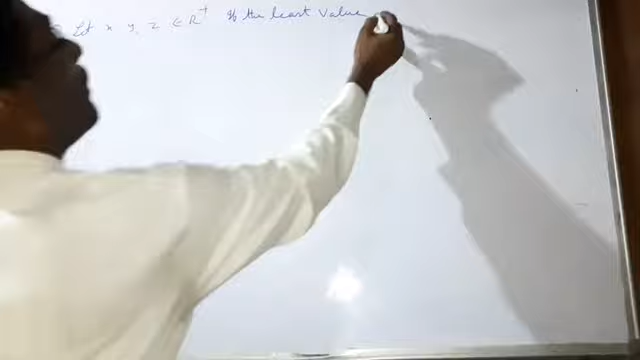 Let x y, z ∈ R⁺ If the least value